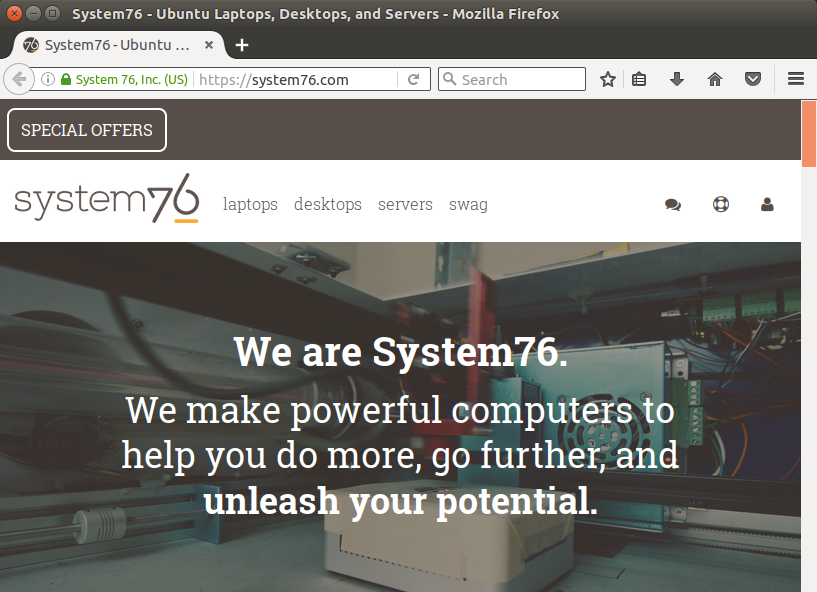 System76 - Ubuntu Laptops, Desktops, and Servers - Mozilla Firefox
76 System76 - Ubuntu ...
System 76, Inc. (US) https://system76.com Search
SPECIAL OFFERS
system76 laptops desktops servers swag
We are System76.
We make powerful computers to
help you do more, go further, and
unleash your potential.